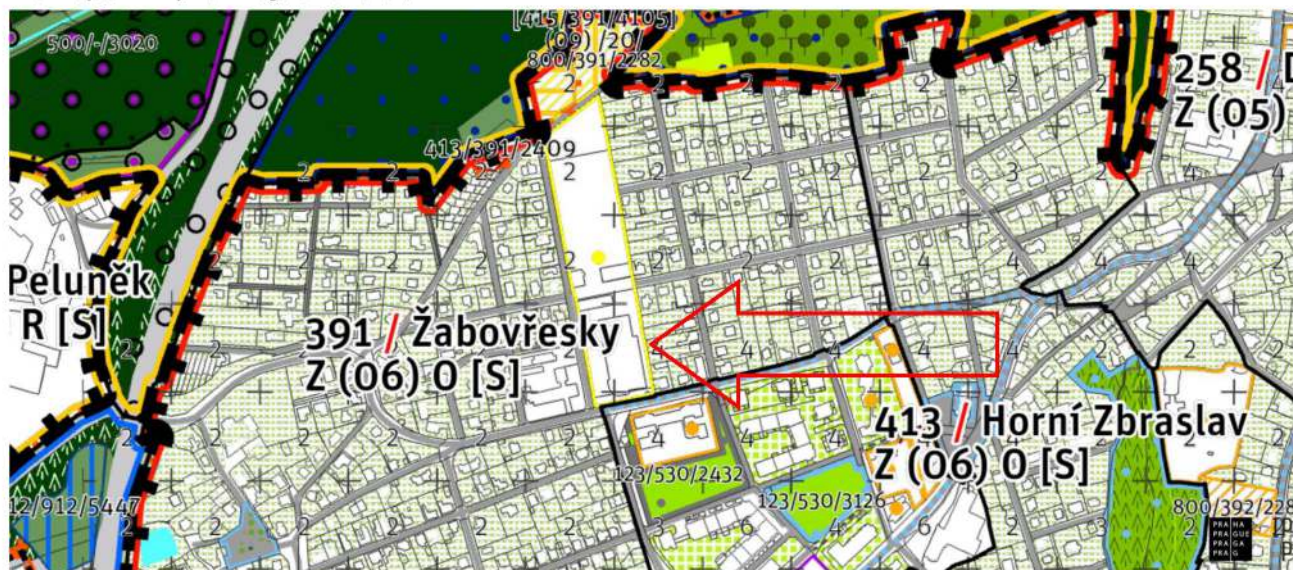 500/-/3020
[415/391/4105]
(09) /20/
800/391/2282
258 / 
Z (05)
413/391/2409
Peluněk
R [S]
391 / Žabovřesky
Z (06) O [S]
413 / Horní Zbraslav
Z (06) O [S]
123/530/2432
123/530/3126
12/912/5447
800/392/228
PRA HA
PRA GUE
PRA GA
PRA G